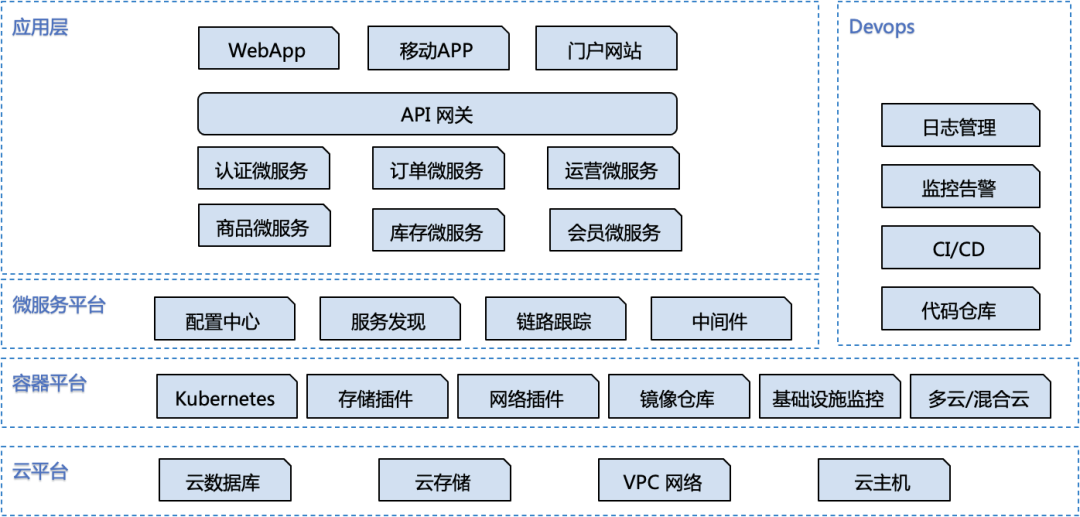 应用层
WebApp
移动APP
门户网站
API 网关
认证微服务
订单微服务
运营微服务
商品微服务
库存微服务
会员微服务
Devops
日志管理
监控告警
CI/CD
代码仓库
微服务平台
配置中心
服务发现
链路跟踪
中间件
容器平台
Kubernetes
存储插件
网络插件
镜像仓库
基础设施监控
多云/混合云
云平台
云数据库
云存储
VPC 网络
云主机